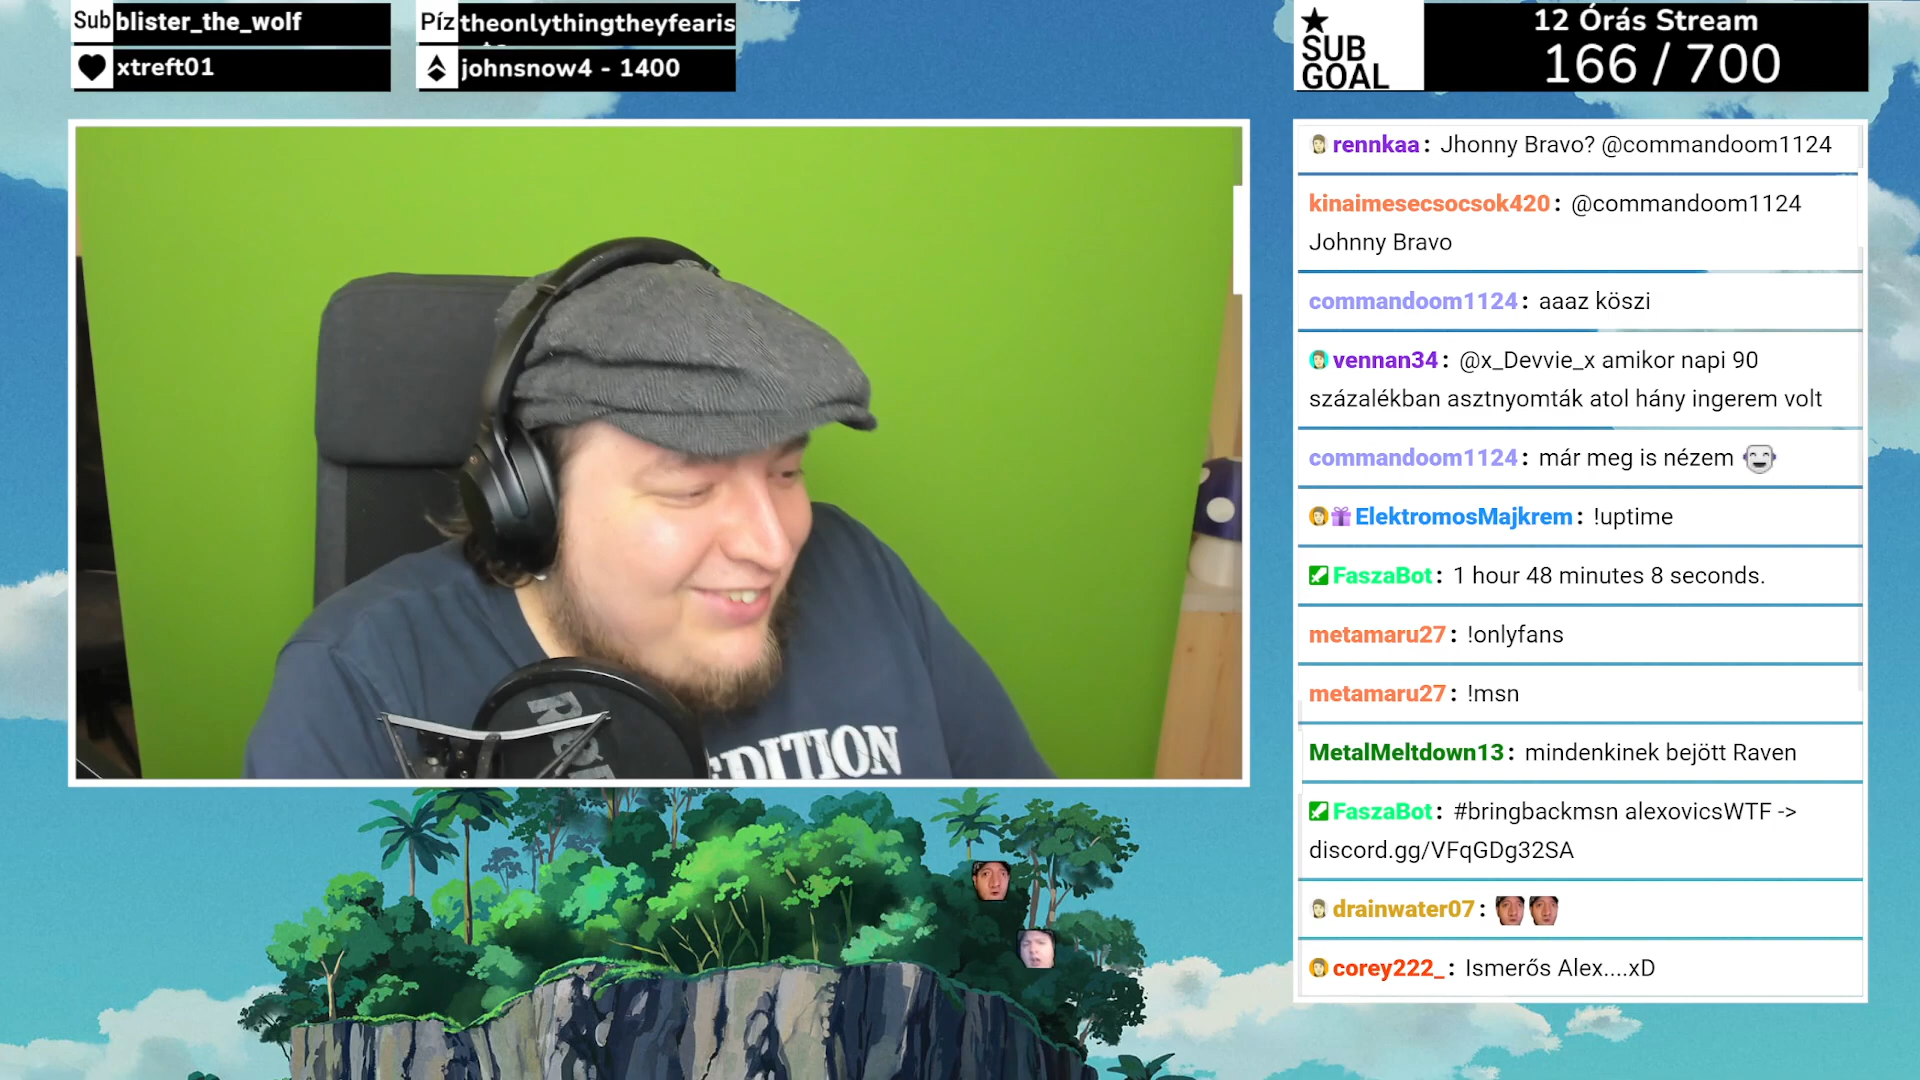 Sub blister_the_wolf
xtreft01
Píz theonlythingtheyfearis
johnsnow4 - 1400
SUB
GOAL
12 Órás Stream
166 / 700
rennkaa: Jhonny Bravo? @commandoom1124
kinaimesecsocsok420: @commandoom1124
Johnny Bravo
commandoom1124: aaaz köszi
vennan34: @x_Devvie_x amikor napi 90
százalékban asztnyomták atol hány ingerem volt
commandoom1124: már meg is nézem
ElektromosMajkrem: !uptime
FaszaBot: 1 hour 48 minutes 8 seconds.
metamaru27: !onlyfans
metamaru27: !msn
MetalMeltdown13: mindenkinek bejött Raven
FaszaBot: #bringbackmsn alexovicsWTF ->
discord.gg/VFqGDg32SA
drainwater07:
corey222_: Ismerős Alex....xD
EDITION